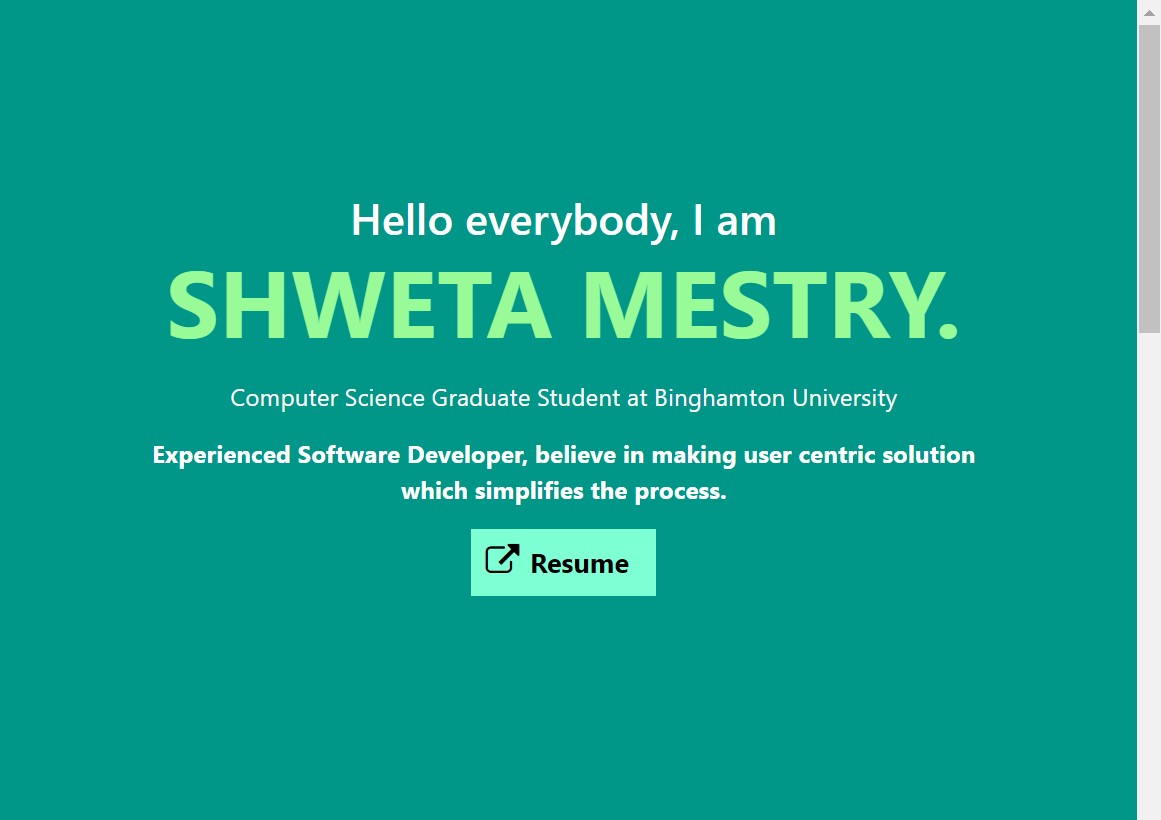 Hello everybody, I am
SHWETA MESTRY.
Computer Science Graduate Student at Binghamton University
Experienced Software Developer, believe in making user centric solution
which simplifies the process.
Resume